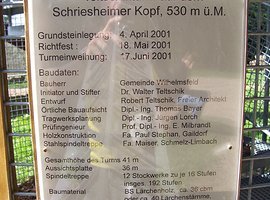 Schriesheimer Kopf, 530 m ü.M.
Grundsteinlegung: 4. April 2001
Richtfest : 18. Mai 2001
Turmeinweihung: 17. Juni 2001
Baudaten:
Bauherr Gemeinde Wilhelmsfeld
Initiator und Stifter Dr. Walter Teltschik
Entwurf Robert Teltschik, Freier Architekt
Örtliche Bauaufsicht Dipl - Ing. Thomas Bayer
Tragwerksplanung Dipl - Ing. Jürgen Lorch
Prüfingenieur Prof. Dipl - Ing. E. Milbrandt
Holzkonstruktion Fa. Paul Stephan, Gaildorf
Stahlspindeltreppe Fa. Maiser, Schmelz-Limbach
Gesamthöhe des Turms 41 m
Aussichtsplatte 36 m
Spindeltreppe 12 Stockwerke zu je 16 Stufen
insges. 192 Stufen
Baumaterial BS Lärchenholz, ca. 36 cbm
oder ca. 40 Lärchenstämme,